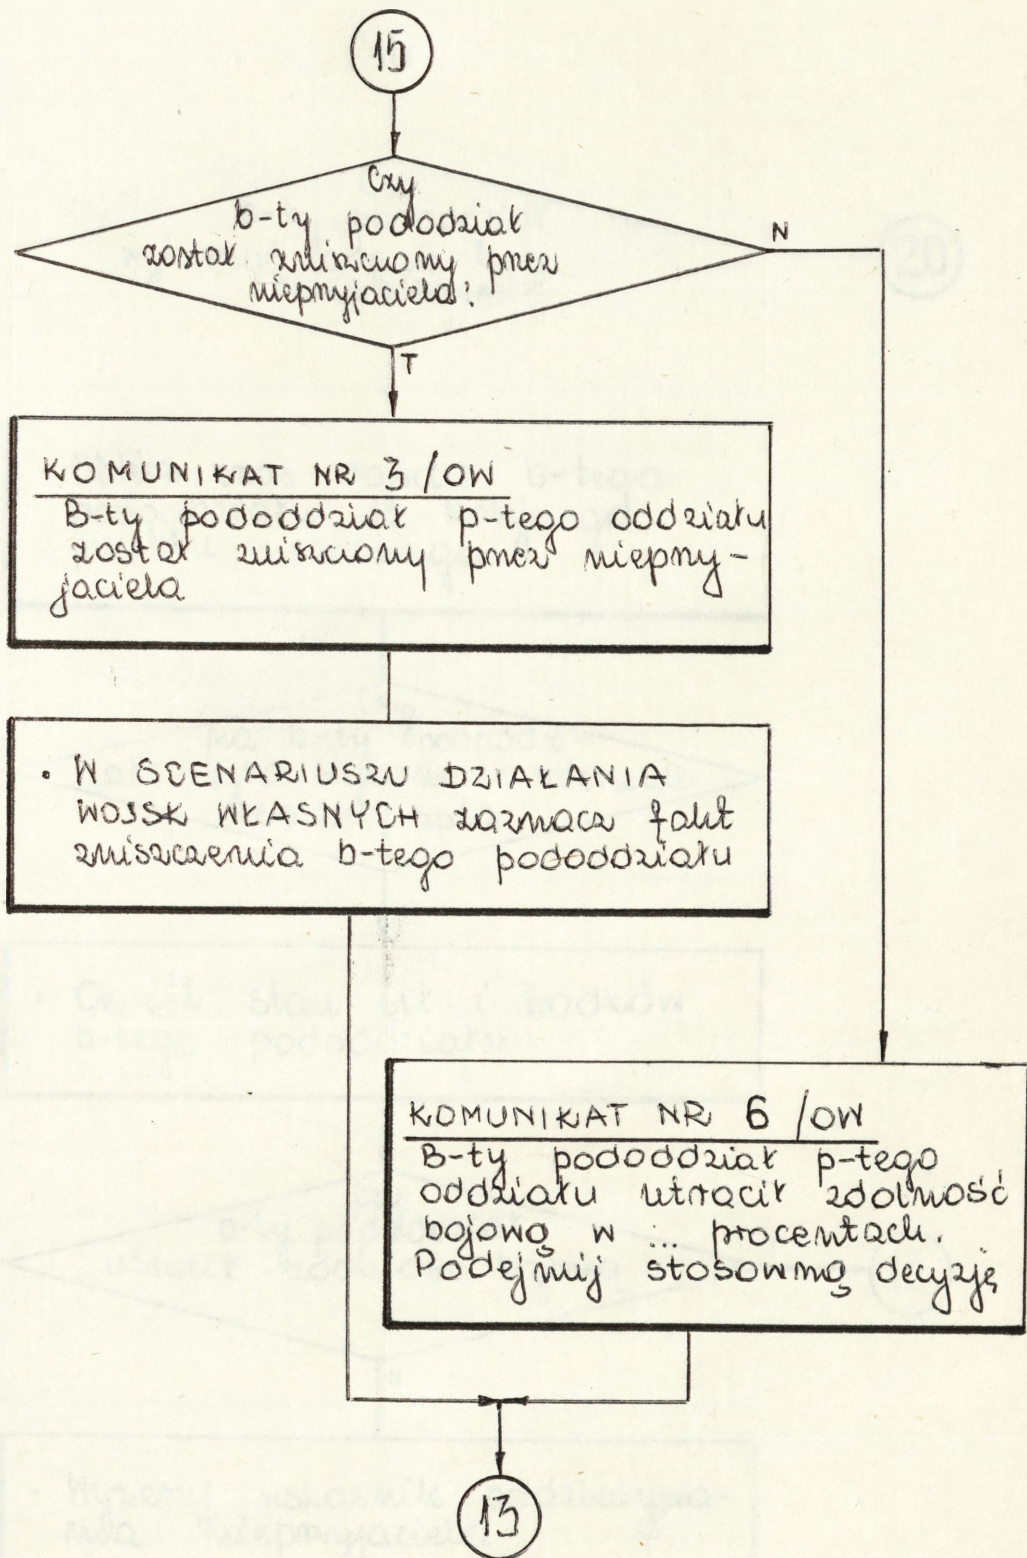 15
Czy
b-ty pododział
został zniszczony przez
nieprzyjaciela?
N
T
KOMUNIKAT NR 3 /OW
B-ty pododdział p-tego oddziału
został zniszczony przez nieprzy-
jaciela
• W SCENARIUSZU DZIAŁANIA
WOJSK WŁASNYCH zaznacz fakt
zniszczenia b-tego pododdziału
KOMUNIKAT NR 6 /OW
B-ty pododdział p-tego
oddziału utracił zdolność
bojową w ... procentach.
Podejmij stosowną decyzję
13
20